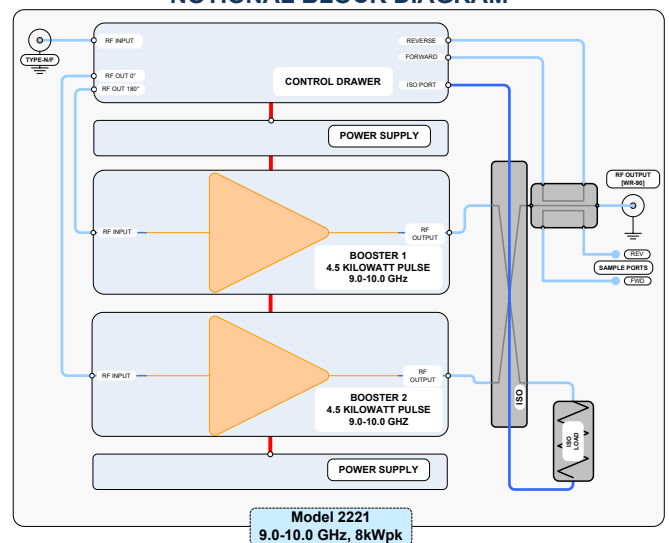 NOTIONAL BLOCK DIAGRAM
RF INPUT
REVERSE
FORWARD
TYPE-N/F
RF OUT 0°
RF OUT 180°
CONTROL DRAWER
ISO PORT
POWER SUPPLY
RF OUTPUT
[WR-90]
RF INPUT
RF
OUTPUT
BOOSTER 1
4.5 KILOWATT PULSE
9.0-10.0 GHz
REV
SAMPLE PORTS
FWD
RF INPUT
RF
OUTPUT
BOOSTER 2
4.5 KILOWATT PULSE
9.0-10.0 GHZ
ISO
ISO
LOAD
POWER SUPPLY
Model 2221
9.0-10.0 GHz, 8kWpk